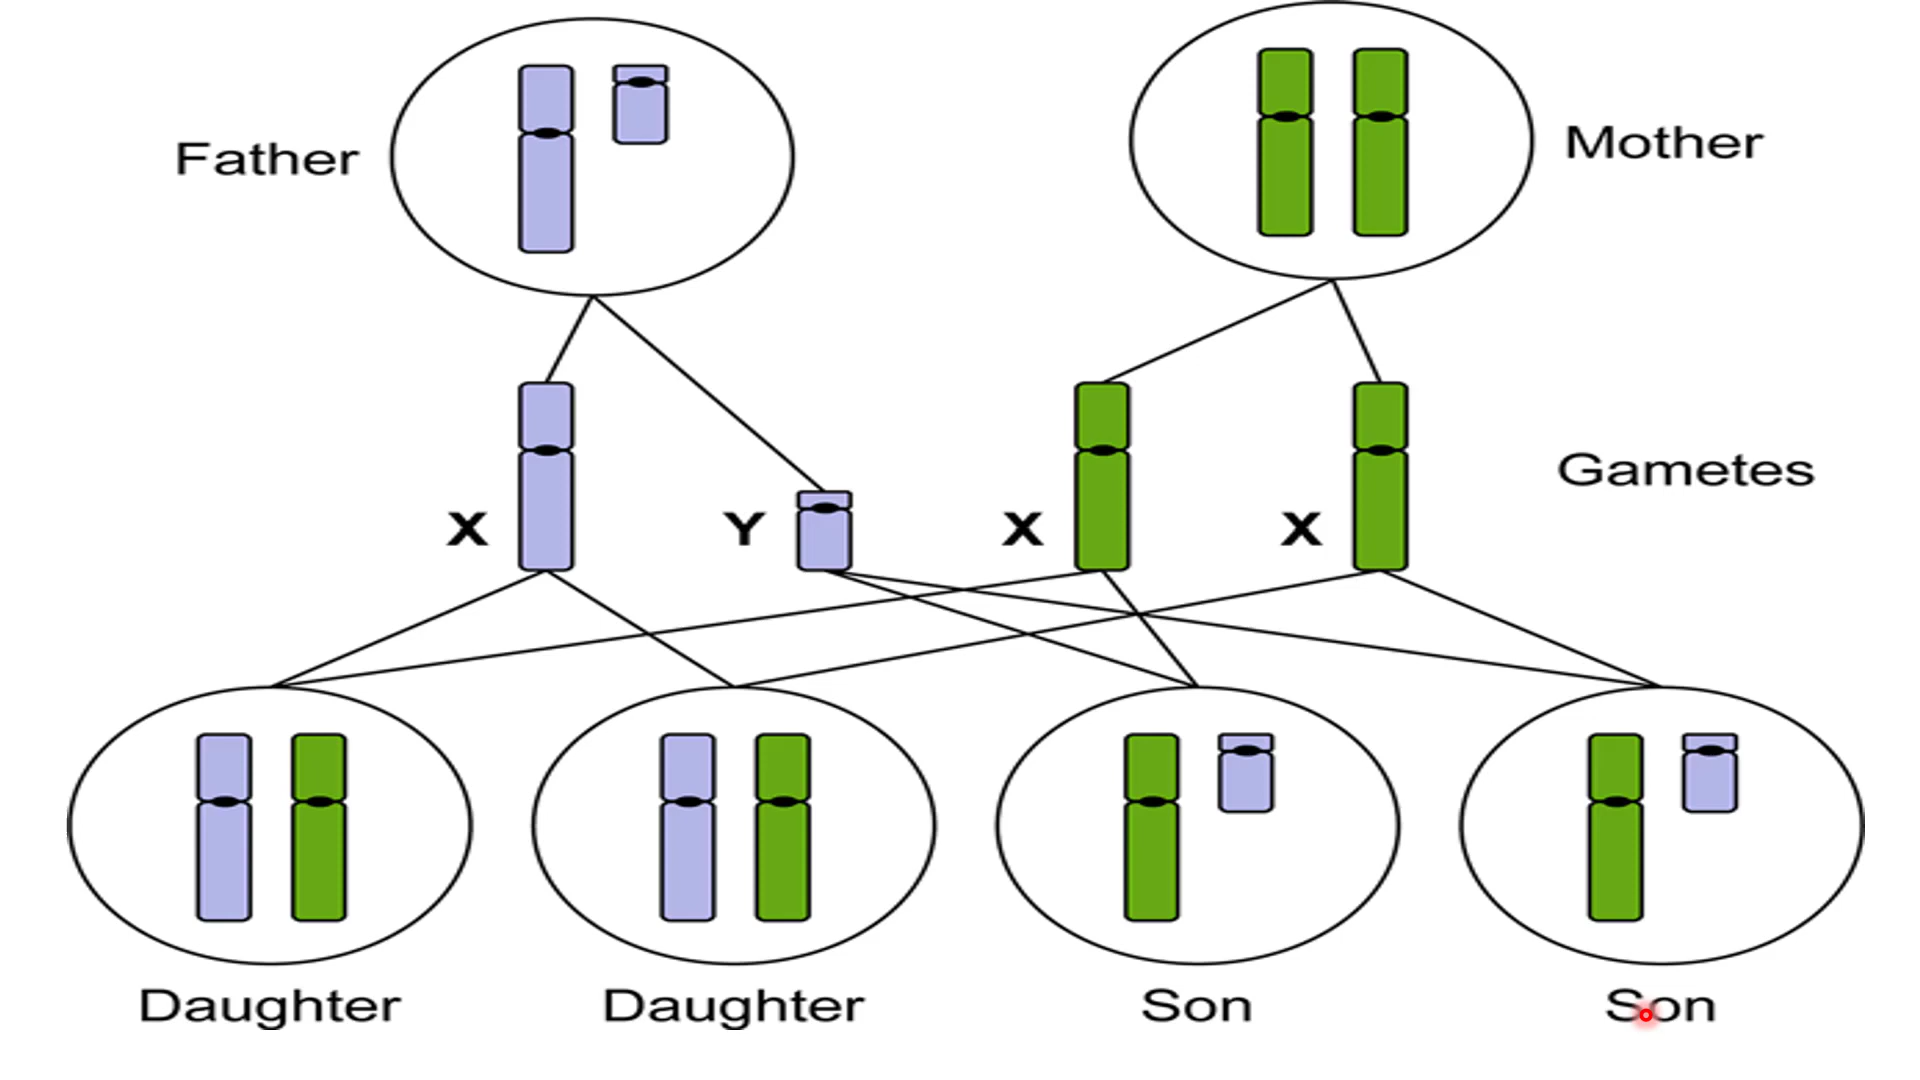 Father
Mother
X
Y
X
X
Gametes
Daughter
Daughter
Son
Son